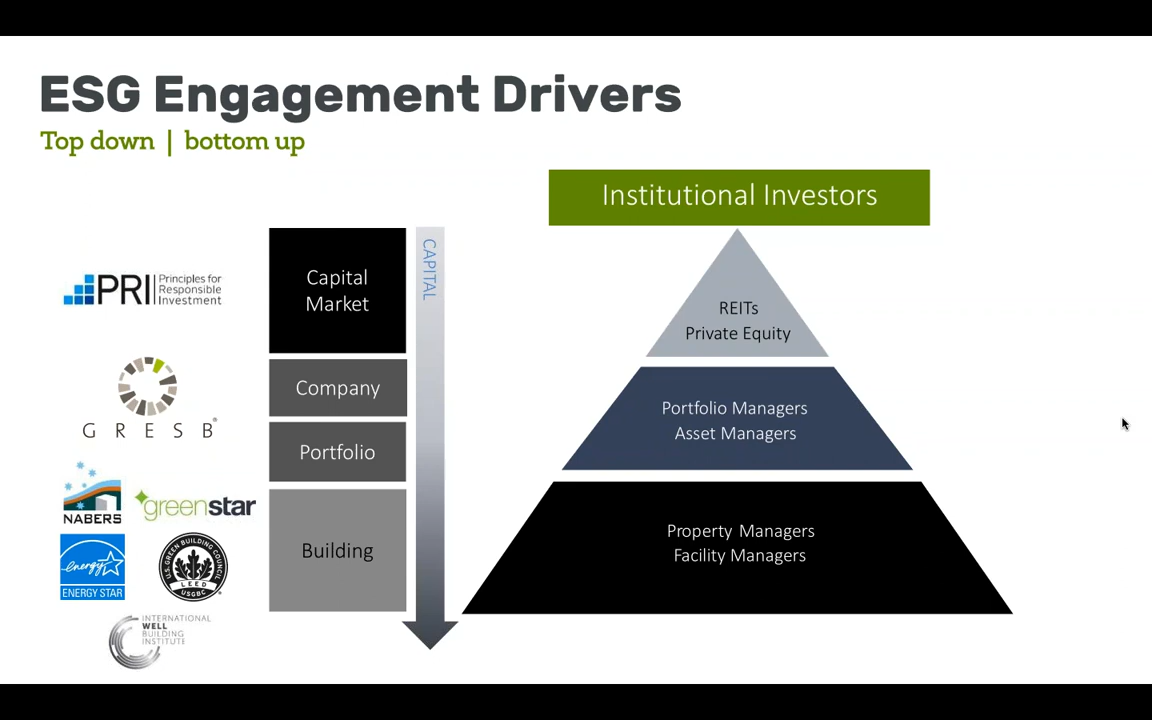 ESG Engagement Drivers
Top down | bottom up
Institutional Investors
PRI
Principles for
Responsible
Investment
GRESB
NABERS
greenstar
energy
ENERGY STAR
U.S. GREEN BUILDING COUNCIL
LEED
USGBC
INTERNATIONAL
WELL
BUILDING
INSTITUTE
Capital
Market
Company
Portfolio
Building
CAPITAL
REITs
Private Equity
Portfolio Managers
Asset Managers
Property Managers
Facility Managers